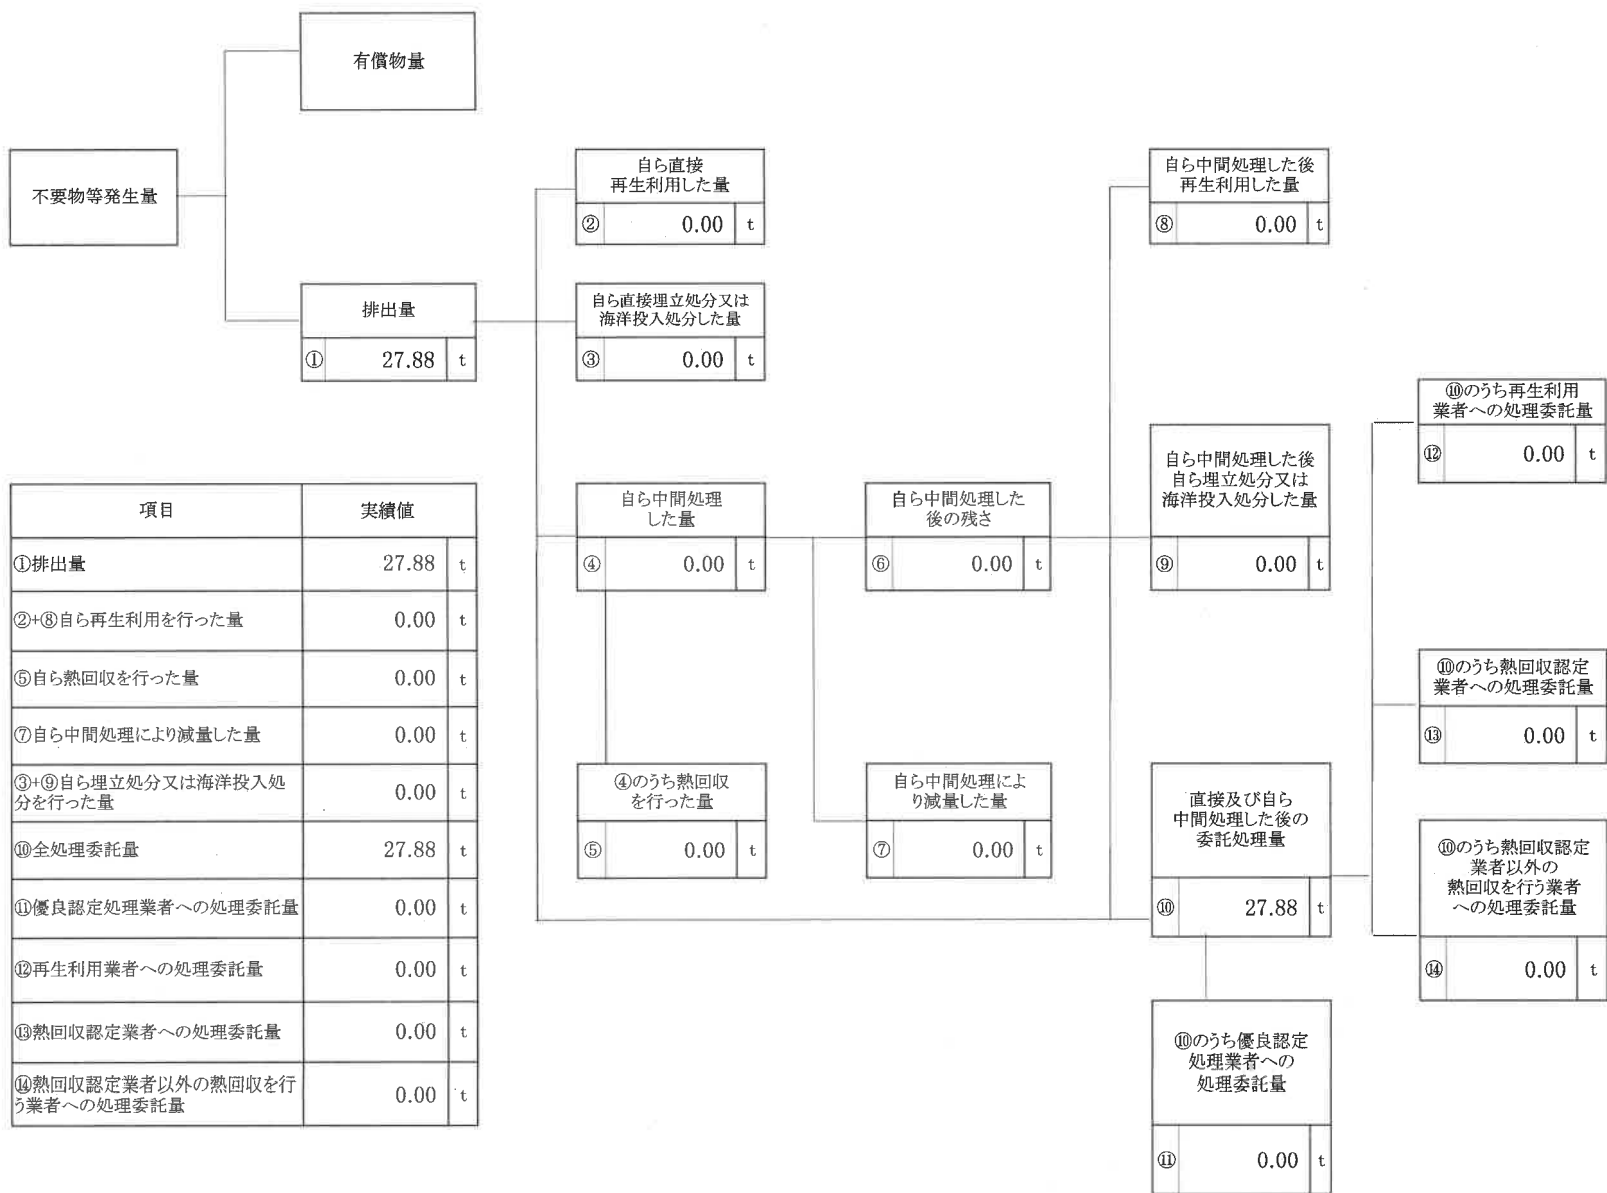 有償物量
不要物等発生量
排出量
① 27.88 t
自ら直接
再生利用した量
② 0.00 t
自ら直接埋立処分又は
海洋投入処分した量
③ 0.00 t
自ら中間処理
した量
④ 0.00 t
④のうち熱回収
を行った量
⑤ 0.00 t
自ら中間処理した
後の残さ
⑥ 0.00 t
自ら中間処理によ
り減量した量
⑦ 0.00 t
自ら中間処理した後
再生利用した量
⑧ 0.00 t
自ら中間処理した後
自ら埋立処分又は
海洋投入処分した量
⑨ 0.00 t
直接及び自ら
中間処理した後の
委託処理量
⑩ 27.88 t
⑩のうち優良認定
処理業者への
処理委託量
⑪ 0.00 t
⑩のうち再生利用
業者への処理委託量
⑫ 0.00 t
⑩のうち熱回収認定
業者への処理委託量
⑬ 0.00 t
⑩のうち熱回収認定
業者以外の
熱回収を行う業者
への処理委託量
⑭ 0.00 t
項目 実績値
①排出量 27.88 t
②+⑧自ら再生利用を行った量 0.00 t
⑤自ら熱回収を行った量 0.00 t
⑦自ら中間処理により減量した量 0.00 t
③+⑨自ら埋立処分又は海洋投入処
分を行った量 0.00 t
⑩全処理委託量 27.88 t
⑪優良認定処理業者への処理委託量 0.00 t
⑫再生利用業者への処理委託量 0.00 t
⑬熱回収認定業者への処理委託量 0.00 t
⑭熱回収認定業者以外の熱回収を行
う業者への処理委託量 0.00 t